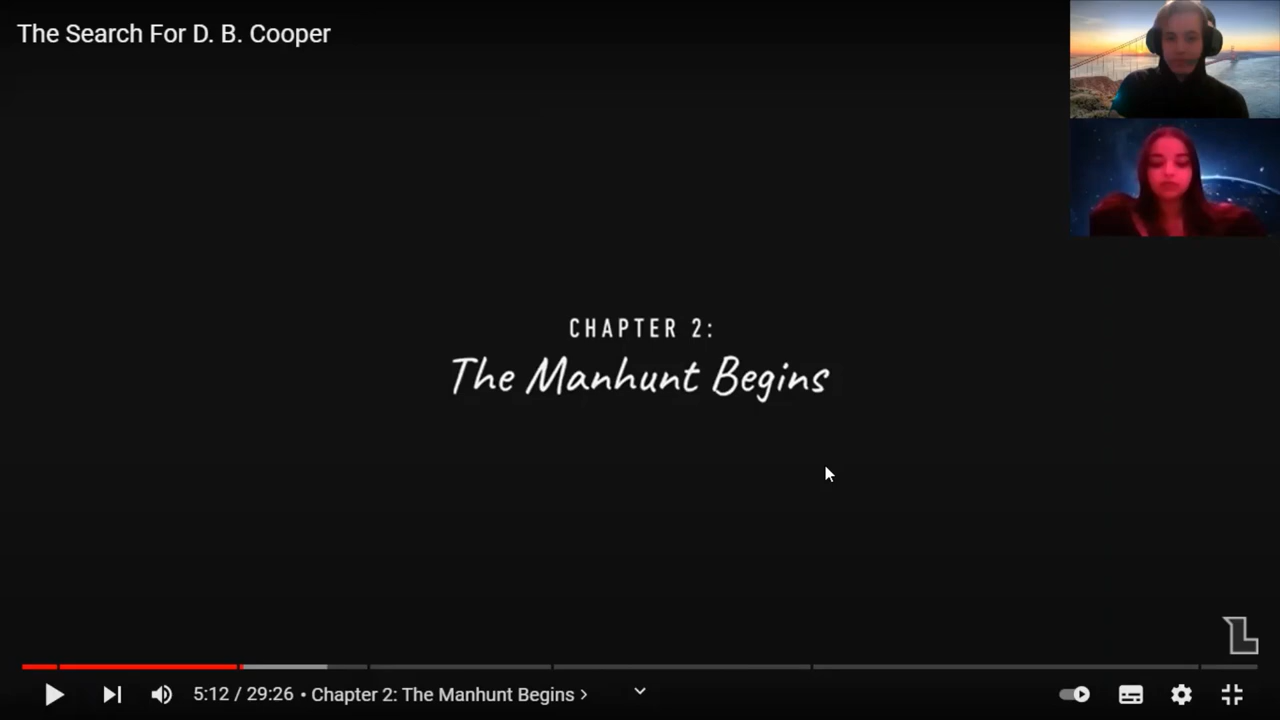 The Search For D. B. Cooper
CHAPTER 2:
The Manhunt Begins
5:12 / 29:26 • Chapter 2: The Manhunt Begins >